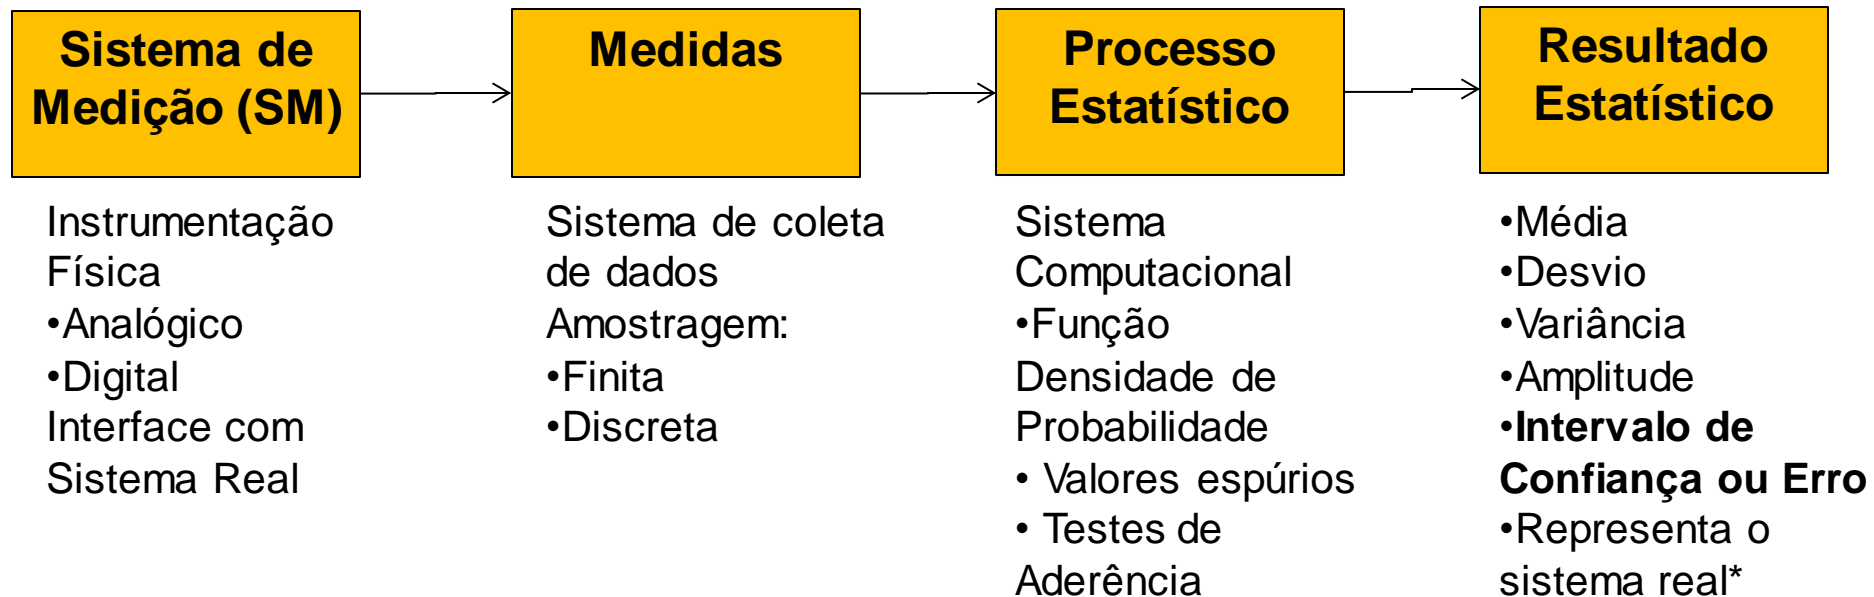 Sistema de
Medição (SM)
Medidas
Processo
Estatístico
Resultado
Estatístico
Instrumentação
Física
•Analógico
•Digital
Interface com
Sistema Real
Sistema de coleta
de dados
Amostragem:
•Finita
•Discreta
Sistema
Computacional
•Função
Densidade de
Probabilidade
• Valores espúrios
• Testes de
Aderência
•Média
•Desvio
•Variância
•Amplitude
•Intervalo de
Confiança ou Erro
•Representa o
sistema real*